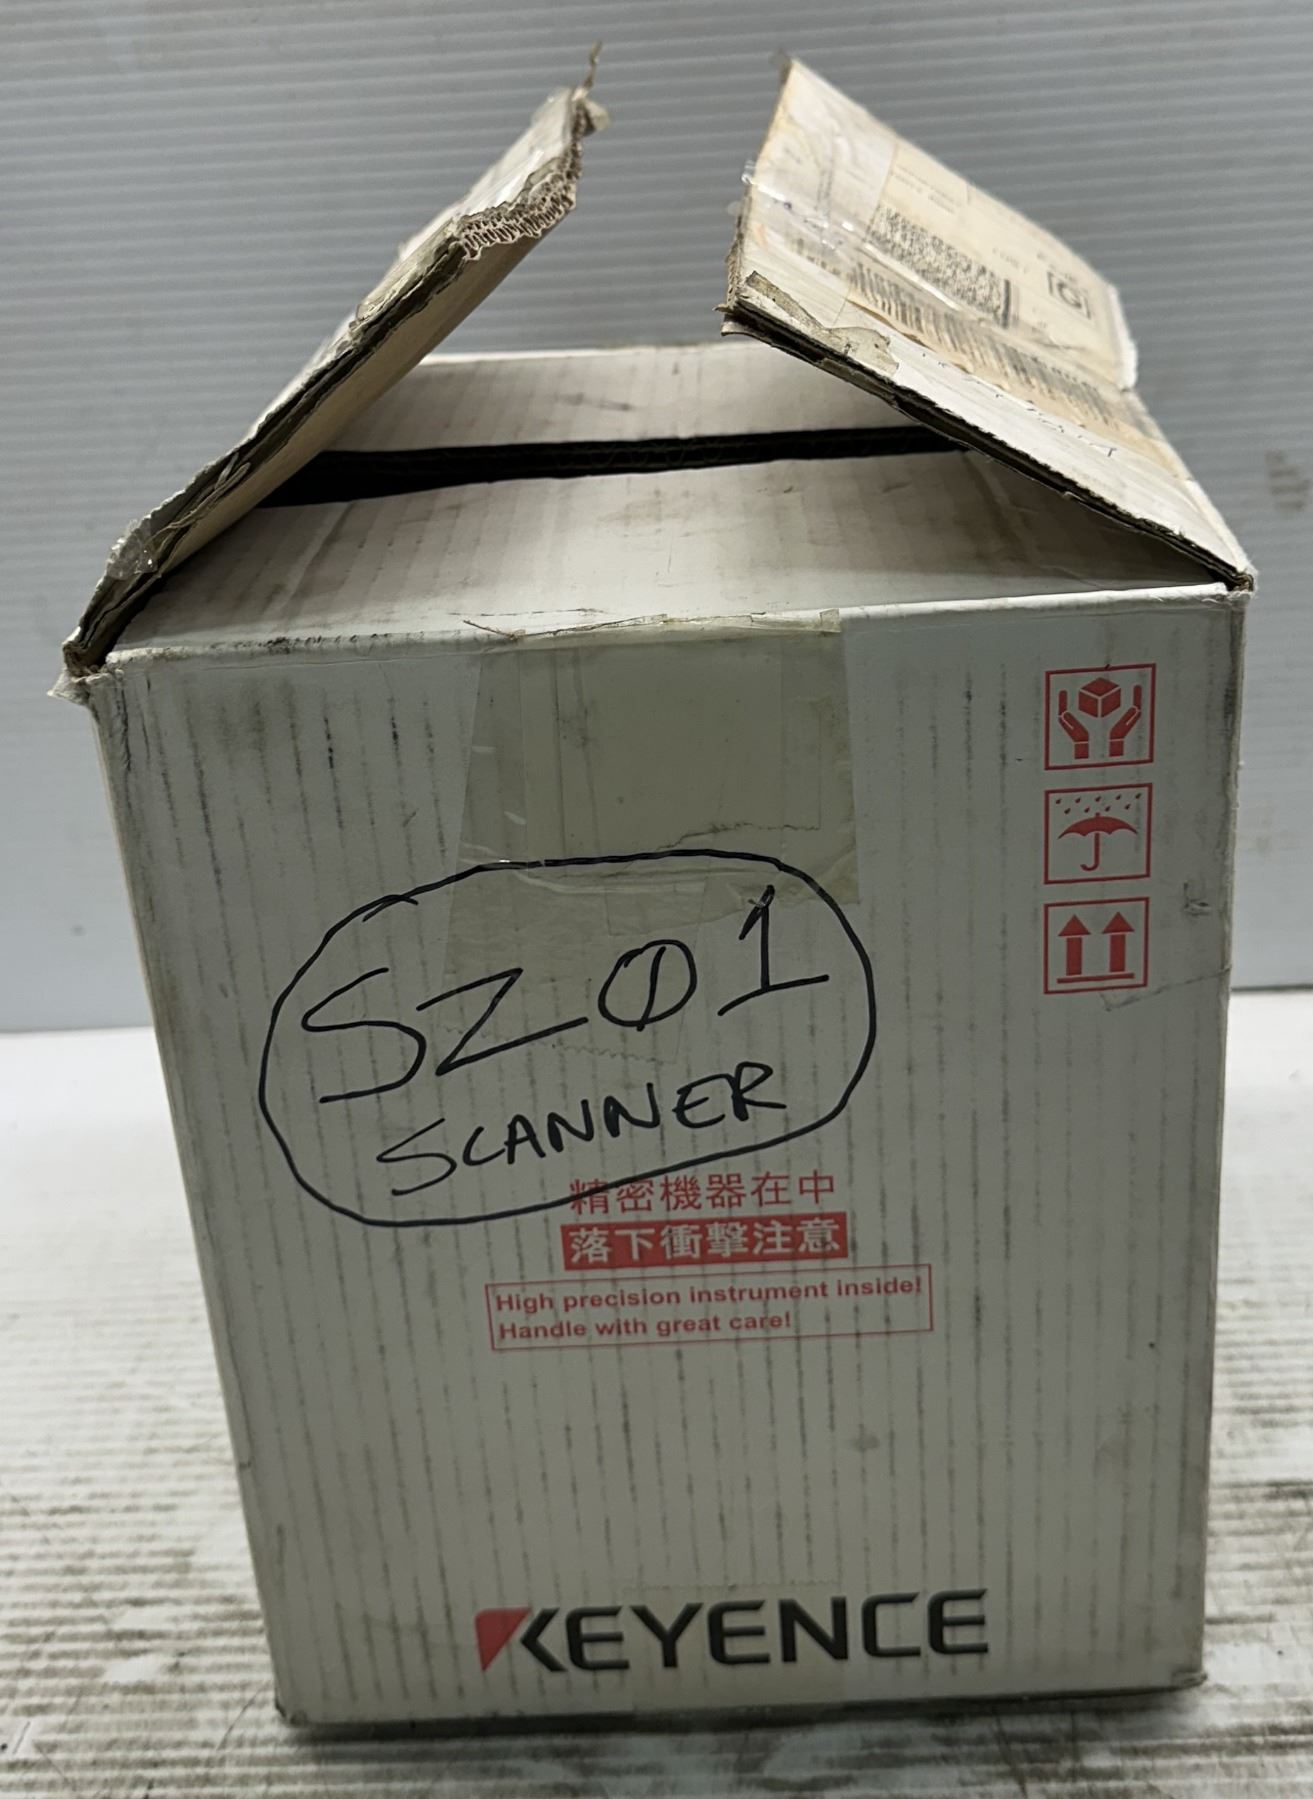 SZ01
SCANNER
精密機器在中
落下衝撃注意
High precision instrument inside!
Handle with great care!
KEYENCE